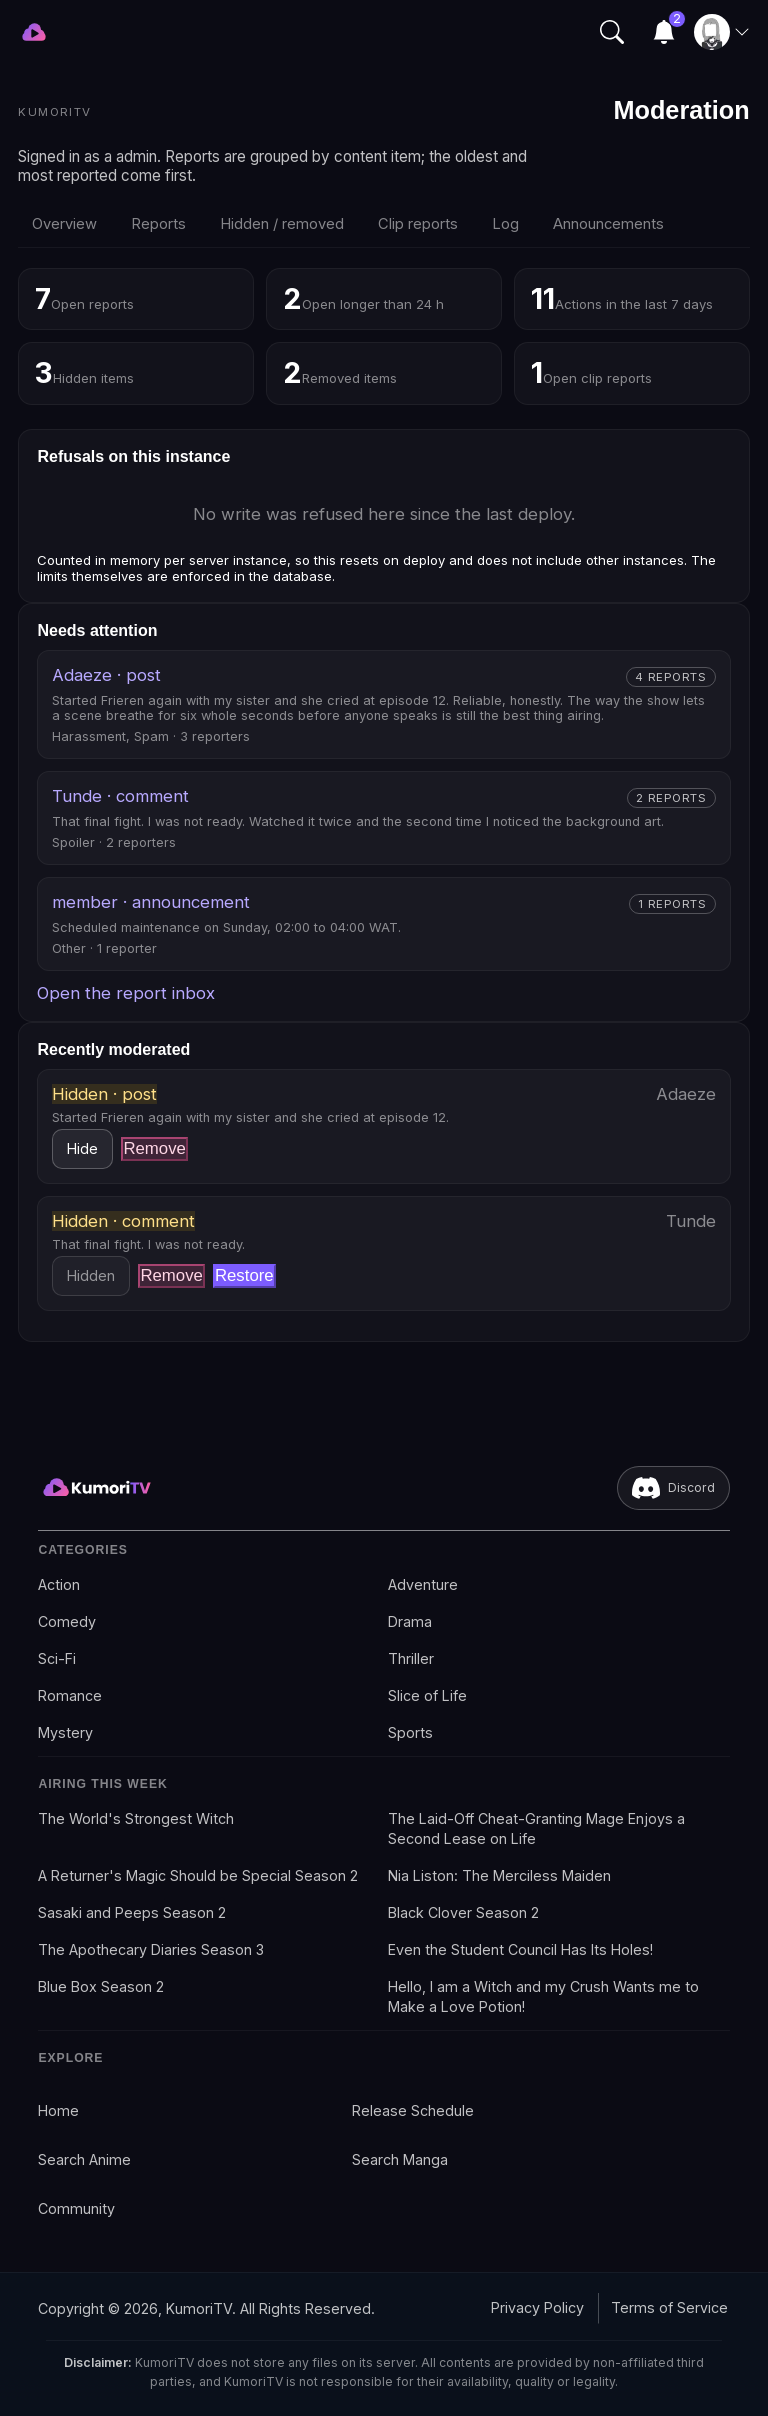 2
KUMORITV
Moderation
Signed in as a admin. Reports are grouped by content item; the oldest and
most reported come first.
Overview Reports Hidden / removed Clip reports Log Announcements
7 Open reports
2 Open longer than 24 h
11 Actions in the last 7 days
3 Hidden items
2 Removed items
1 Open clip reports
Refusals on this instance
No write was refused here since the last deploy.
Counted in memory per server instance, so this resets on deploy and does not include other instances. The
limits themselves are enforced in the database.
Needs attention
Adaeze · post
4 REPORTS
Started Frieren again with my sister and she cried at episode 12. Reliable, honestly. The way the show lets
a scene breathe for six whole seconds before anyone speaks is still the best thing airing.
Harassment, Spam · 3 reporters
Tunde · comment
2 REPORTS
That final fight. I was not ready. Watched it twice and the second time I noticed the background art.
Spoiler · 2 reporters
member · announcement
1 REPORTS
Scheduled maintenance on Sunday, 02:00 to 04:00 WAT.
Other · 1 reporter
Open the report inbox
Recently moderated
Hidden · post
Adaeze
Started Frieren again with my sister and she cried at episode 12.
Hide Remove
Hidden · comment
Tunde
That final fight. I was not ready.
Hidden Remove Restore
KumoriTV
Discord
CATEGORIES
Action Adventure
Comedy Drama
Sci-Fi Thriller
Romance Slice of Life
Mystery Sports
AIRING THIS WEEK
The World's Strongest Witch
The Laid-Off Cheat-Granting Mage Enjoys a
Second Lease on Life
A Returner's Magic Should be Special Season 2
Nia Liston: The Merciless Maiden
Sasaki and Peeps Season 2
Black Clover Season 2
The Apothecary Diaries Season 3
Even the Student Council Has Its Holes!
Blue Box Season 2
Hello, I am a Witch and my Crush Wants me to
Make a Love Potion!
EXPLORE
Home Release Schedule
Search Anime Search Manga
Community
Copyright © 2026, KumoriTV. All Rights Reserved.
Privacy Policy Terms of Service
Disclaimer: KumoriTV does not store any files on its server. All contents are provided by non-affiliated third
parties, and KumoriTV is not responsible for their availability, quality or legality.